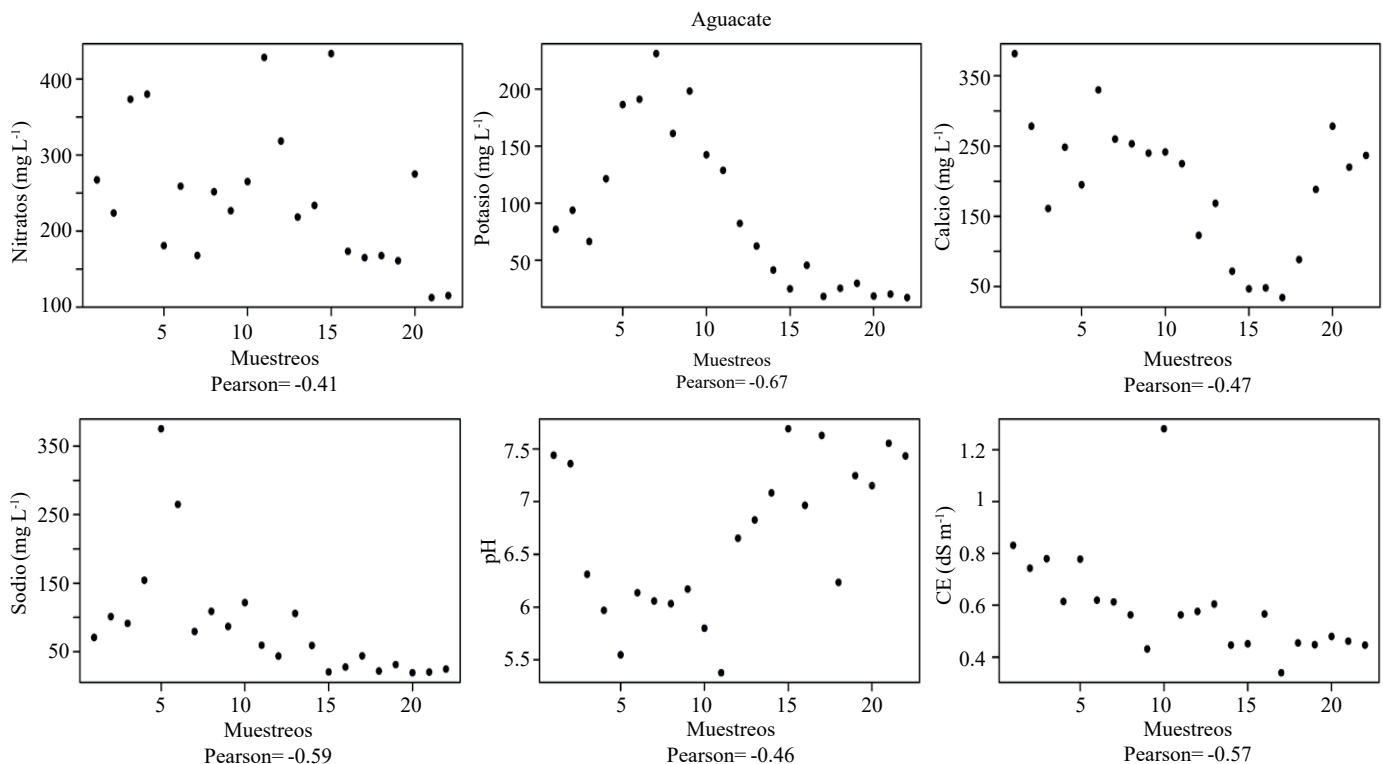 Aguacate
Nitratos (mg L-1)
400
300
200
100
5 10 15 20
Muestreos
Pearson= -0.41
Potasio (mg L-1)
200
150
100
50
5 10 15 20
Muestreos
Pearson= -0.67
Calcio (mg L-1)
350
250
150
50
5 10 15 20
Muestreos
Pearson= -0.47
Sodio (mg L-1)
350
250
150
50
5 10 15 20
Muestreos
Pearson= -0.59
pH
7.5
7
6.5
6
5.5
5 10 15 20
Muestreos
Pearson= -0.46
CE (dS m-1)
1.2
1
0.8
0.6
0.4
5 10 15 20
Muestreos
Pearson= -0.57